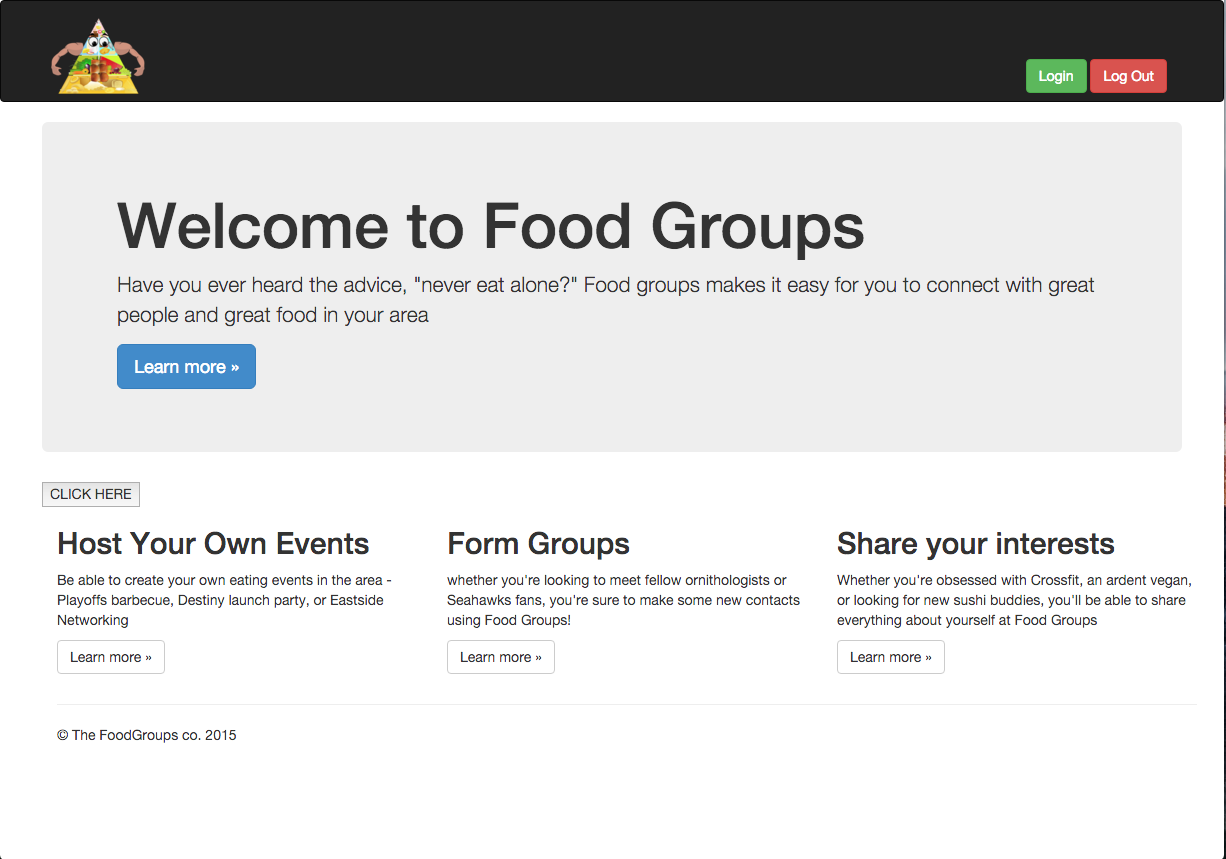 Login Log Out
Welcome to Food Groups
Have you ever heard the advice, "never eat alone?" Food groups makes it easy for you to connect with great
people and great food in your area
Learn more »
CLICK HERE
Host Your Own Events
Be able to create your own eating events in the area -
Playoffs barbecue, Destiny launch party, or Eastside
Networking
Learn more »
Form Groups
whether you're looking to meet fellow ornithologists or
Seahawks fans, you're sure to make some new contacts
using Food Groups!
Learn more »
Share your interests
Whether you're obsessed with Crossfit, an ardent vegan,
or looking for new sushi buddies, you'll be able to share
everything about yourself at Food Groups
Learn more »
© The FoodGroups co. 2015